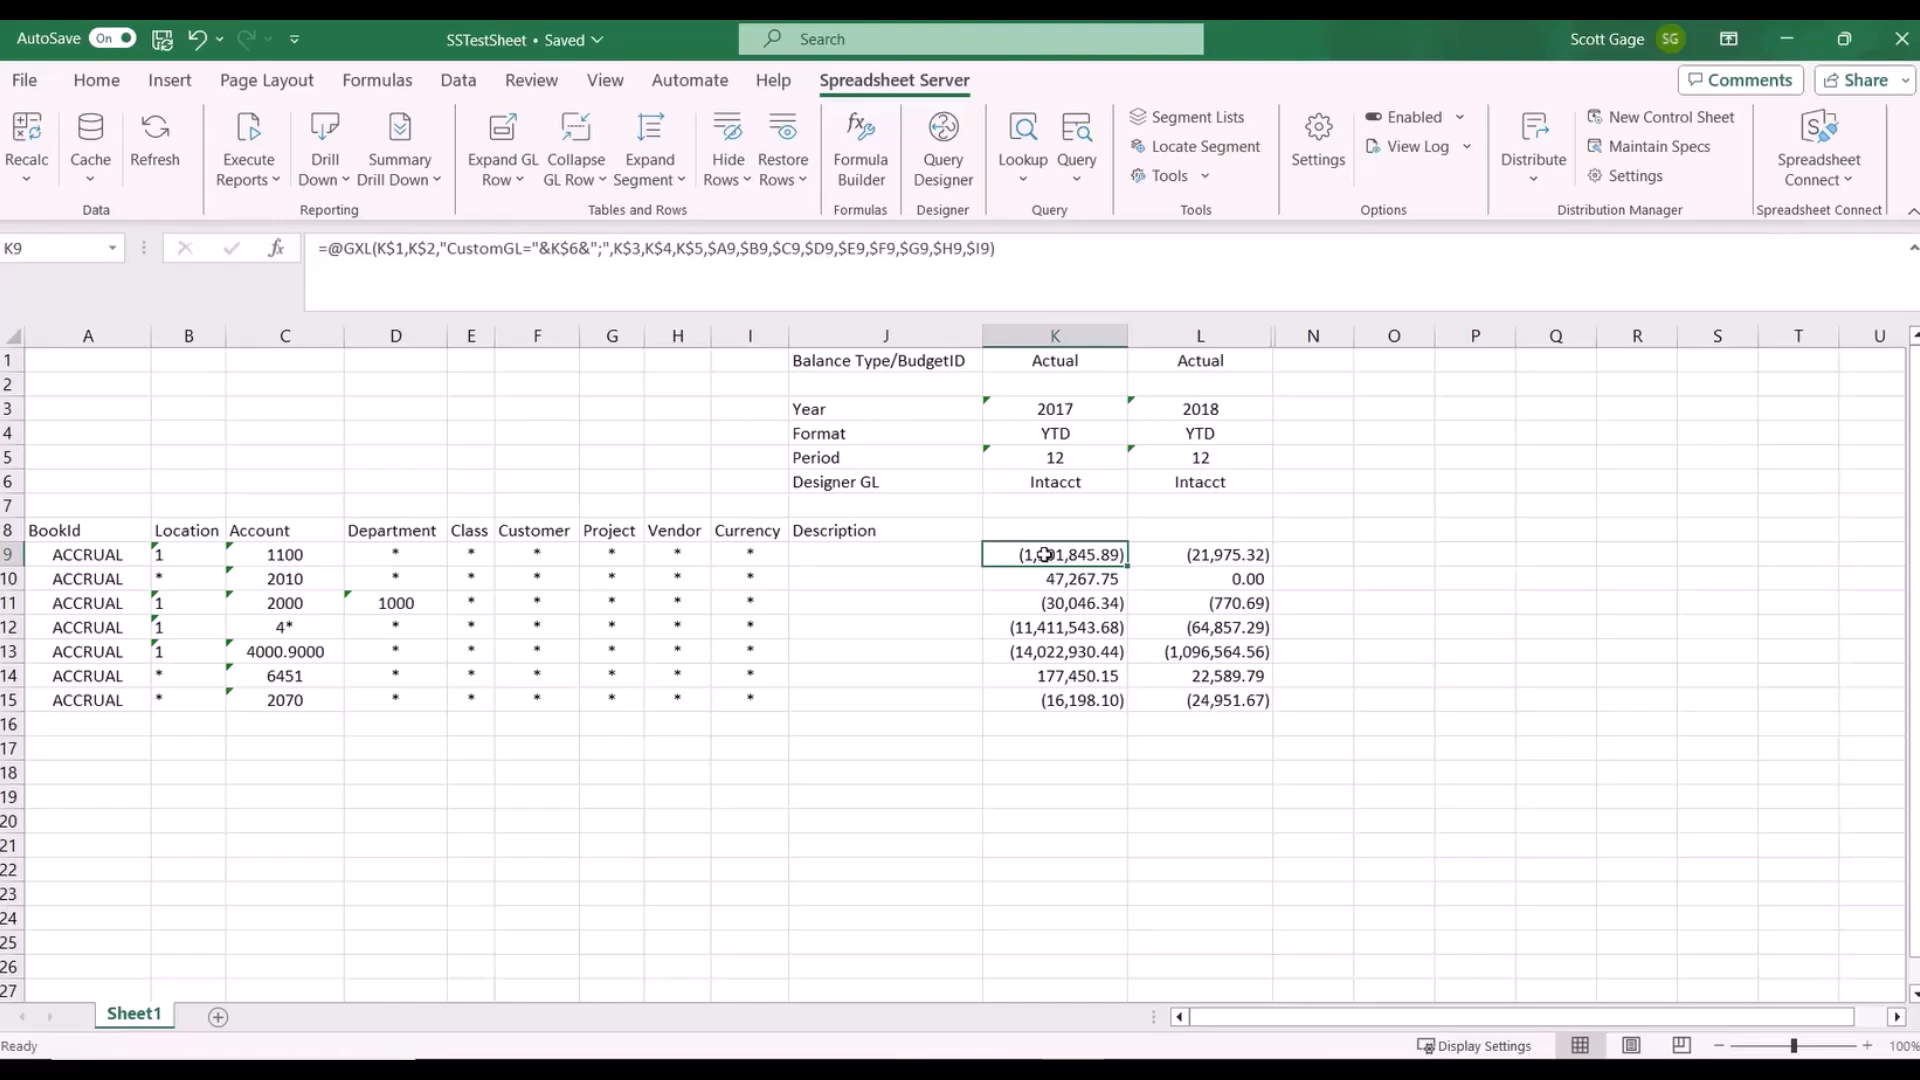 AutoSave On SSTestSheet • Saved Search Scott Gage SG
File Home Insert Page Layout Formulas Data Review View Automate Help Spreadsheet Server Comments Share
Recalc Cache Refresh
Data
Execute Reports Drill Down Summary Drill Down
Reporting
Expand GL Row Collapse GL Row Expand Segment Hide Rows Restore Rows
Tables and Rows
Formula Builder
Formulas
Query Designer
Designer
Lookup Query
Query
Segment Lists
Locate Segment
Tools
Tools
Settings
Enabled
View Log
Options
Distribute
New Control Sheet
Maintain Specs
Settings
Distribution Manager
Spreadsheet Connect
Spreadsheet Connect
K9 fx =@GXL(K$1,K$2,"CustomGL="&K$6&";",K$3,K$4,K$5,$A9,$B9,$C9,$D9,$E9,$F9,$G9,$H9,$I9)
A B C D E F G H I J K L N O P Q R S T U
1 Balance Type/BudgetID Actual Actual
2
3 Year 2017 2018
4 Format YTD YTD
5 Period 12 12
6 Designer GL Intacct Intacct
7
8 BookId Location Account Department Class Customer Project Vendor Currency Description
9 ACCRUAL 1 1100 * * * * * * (21,975.32)
10 ACCRUAL * 2010 * * * * * * 47,267.75 0.00
11 ACCRUAL 1 2000 1000 * * * * * (30,046.34) (770.69)
12 ACCRUAL 1 4* * * * * * * (11,411,543.68) (64,857.29)
13 ACCRUAL 1 4000.9000 * * * * * * (14,022,930.44) (1,096,564.56)
14 ACCRUAL * 6451 * * * * * * 177,450.15 22,589.79
15 ACCRUAL * 2070 * * * * * * (16,198.10) (24,951.67)
16
17
18
19
20
21
22
23
24
25
26
27
Sheet1
Ready Display Settings 100%